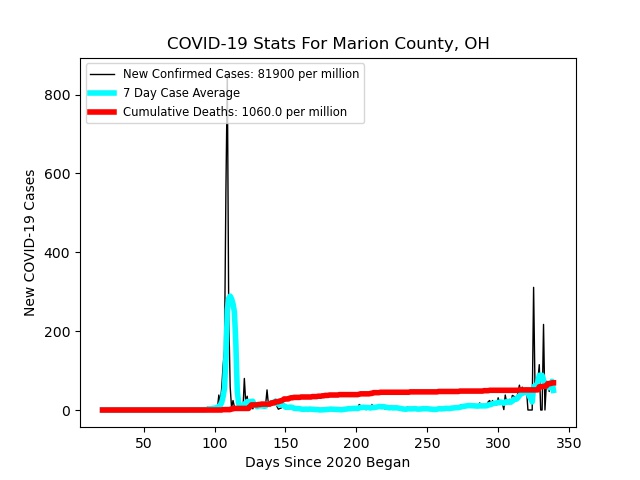 COVID-19 Stats For Marion County, OH
New Confirmed Cases: 81900 per million
7 Day Case Average
Cumulative Deaths: 1060.0 per million
New COVID-19 Cases
800
600
400
200
0
50 100 150 200 250 300 350
Days Since 2020 Began